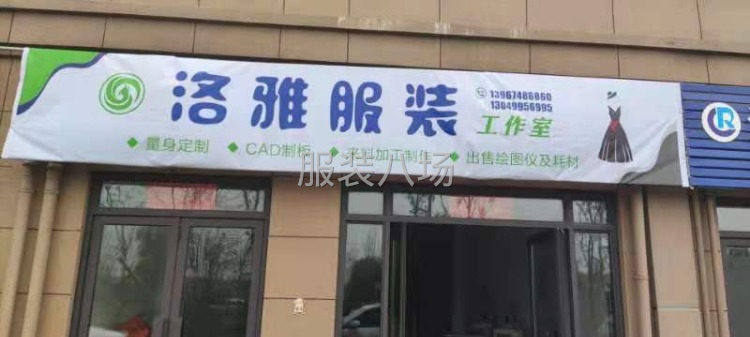 洛雅服装
13967486860
13049956995
工作室
◆ 量身定制 ◆ CAD制板 ◆ 来料加工制作 ◆ 出售绘图仪及耗材
服装八场
R